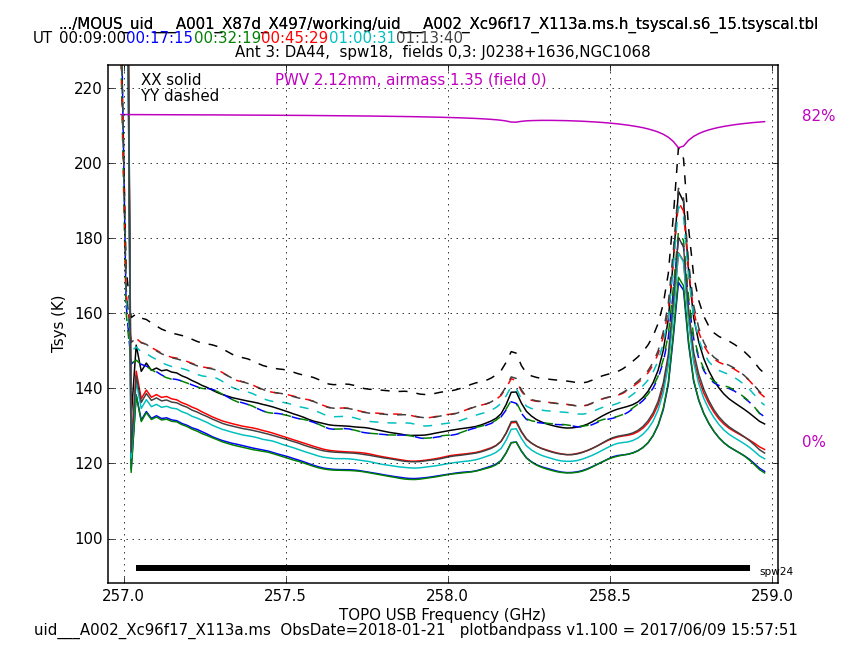 .../MOUS_uid___A001_X87d_X497/working/uid___A002_Xc96f17_X113a.ms.h_tsyscal.s6_15.tsyscal.tbl
UT 00:09:00 00:17:15 00:32:19 00:45:29 01:00:31 01:13:40
Ant 3: DA44, spw18, fields 0,3: J0238+1636,NGC1068
XX solid
YY dashed
PWV 2.12mm, airmass 1.35 (field 0)
82%
0%
220
200
180
160
140
120
100
Tsys (K)
spw24
257.0 257.5 258.0 258.5 259.0
TOPO USB Frequency (GHz)
uid___A002_Xc96f17_X113a.ms ObsDate=2018-01-21 plotbandpass v1.100 = 2017/06/09 15:57:51